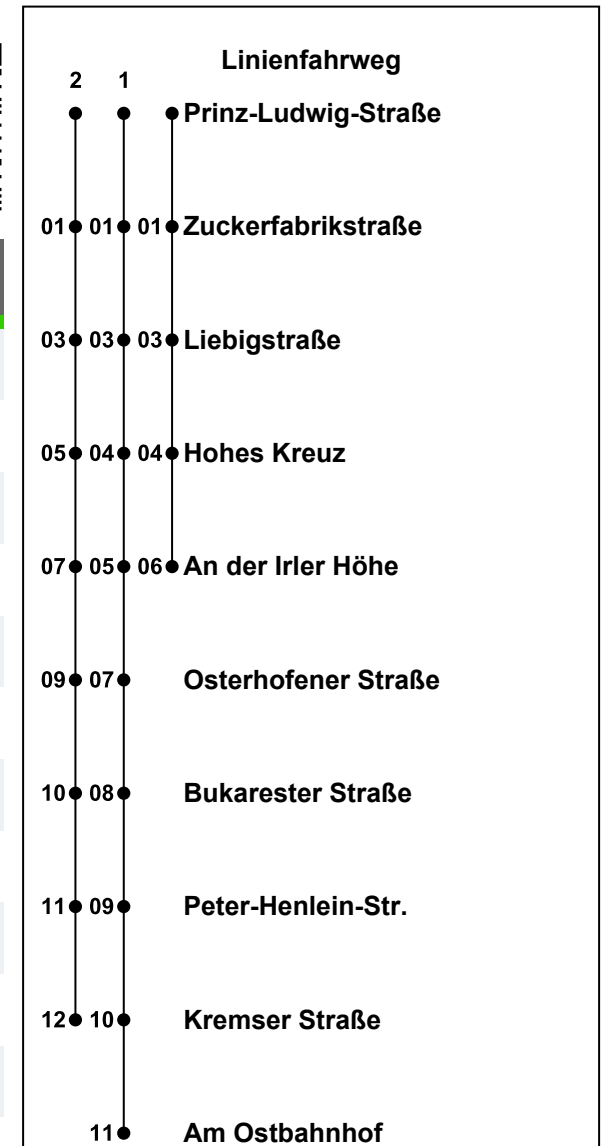 Linienfahrweg
2 1
Prinz-Ludwig-Straße
01 01 01 Zuckerfabrikstraße
03 03 03 Liebigstraße
05 04 04 Hohes Kreuz
07 05 06 An der Irler Höhe
09 07 Osterhofener Straße
10 08 Bukarester Straße
11 09 Peter-Henlein-Str.
12 10 Kremser Straße
11 Am Ostbahnhof